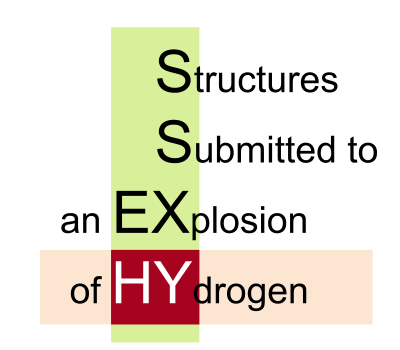 Structures
Submitted to
an EXplosion
of HYdrogen